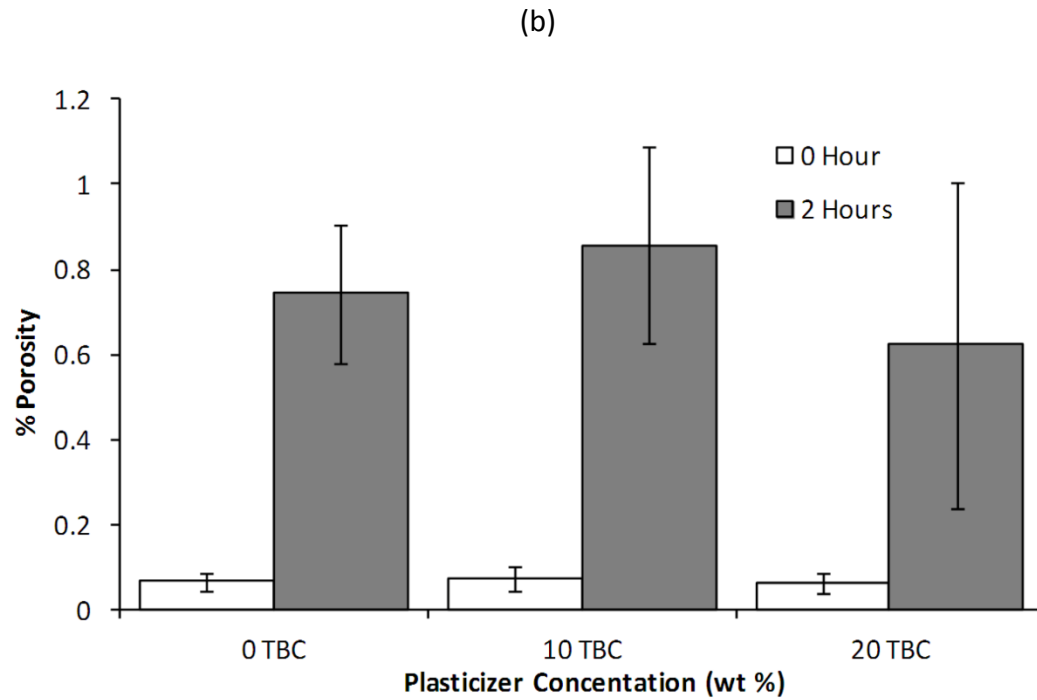 (b)
1.2
1
0.8
0.6
0.4
0.2
0
% Porosity
0 Hour
2 Hours
0 TBC
10 TBC
20 TBC
Plasticizer Concentation (wt %)